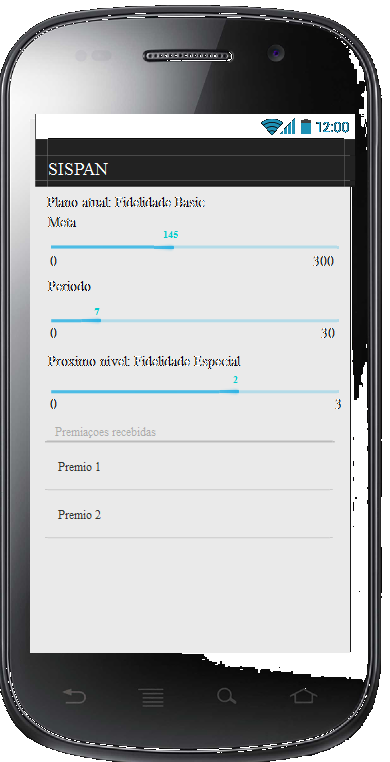 12:00
SISPAN
Plano atual: Fidelidade Basic
Meta
145
0 300
Periodo
7
0 30
Proximo nivel: Fidelidade Especial
2
0 3
Premiaçoes recebidas
Premio 1
Premio 2